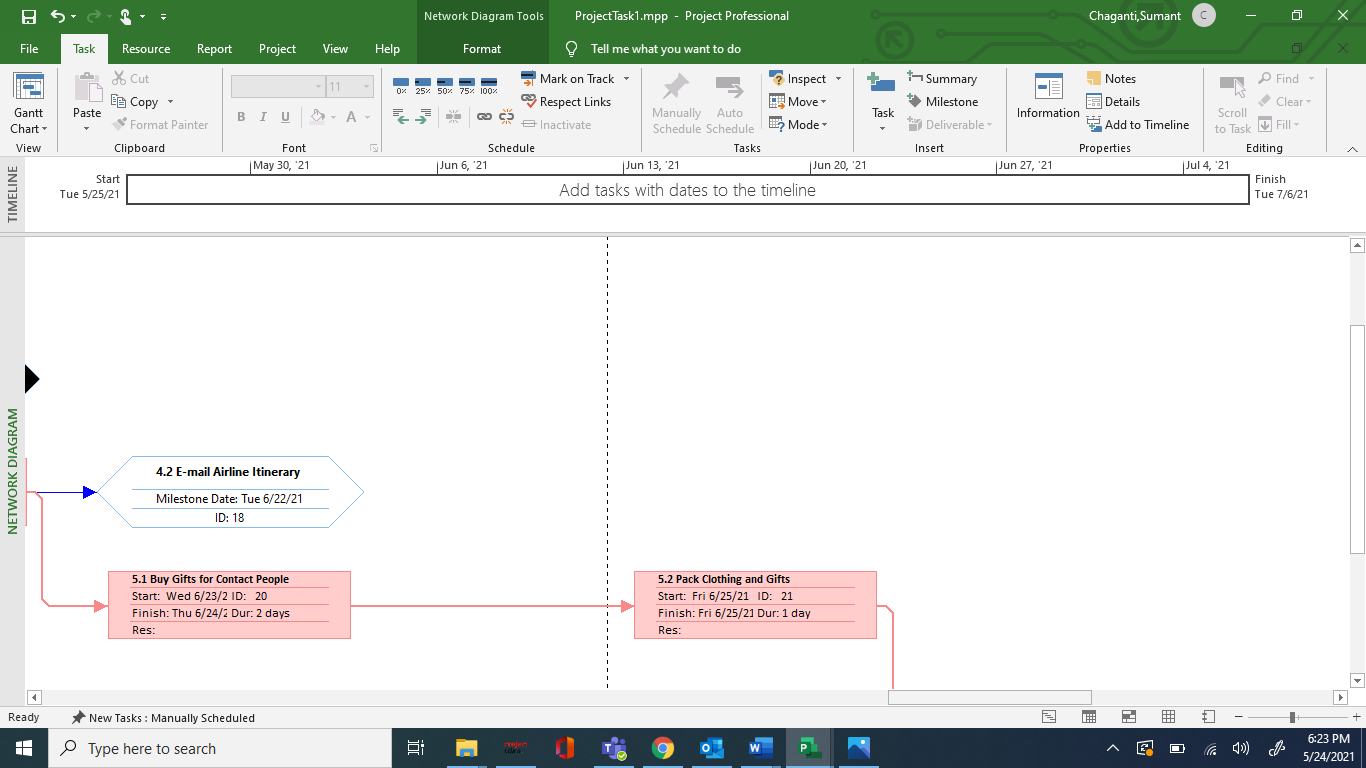 Network Diagram Tools
ProjectTask1.mpp  -  Project Professional
Chaganti,Sumant
C
File
Task
Resource
Report
Project
View
Help
Format
Tell me what you want to do
Gantt
Chart
View
Paste
Cut
Copy
Format Painter
Clipboard
11
B I U
A
Font
0% 25% 50% 75% 100%
Mark on Track
Respect Links
Inactivate
Schedule
Manually
Schedule
Auto
Schedule
Inspect
Move
Mode
Tasks
Task
Summary
Milestone
Deliverable
Insert
Information
Notes
Details
Add to Timeline
Properties
Scroll
to Task
Find
Clear
Fill
Editing
TIMELINE
May 30, '21
Jun 6, '21
Jun 13, '21
Jun 20, '21
Jun 27, '21
Jul 4, '21
Start
Tue 5/25/21
Add tasks with dates to the timeline
Finish
Tue 7/6/21
NETWORK DIAGRAM
4.2 E-mail Airline Itinerary
Milestone Date: Tue 6/22/21
ID: 18
5.1 Buy Gifts for Contact People
Start: Wed 6/23/2 ID: 20
Finish: Thu 6/24/2 Dur: 2 days
Res:
5.2 Pack Clothing and Gifts
Start: Fri 6/25/21 ID: 21
Finish: Fri 6/25/21 Dur: 1 day
Res:
Ready
New Tasks : Manually Scheduled
Type here to search
6:23 PM
5/24/2021